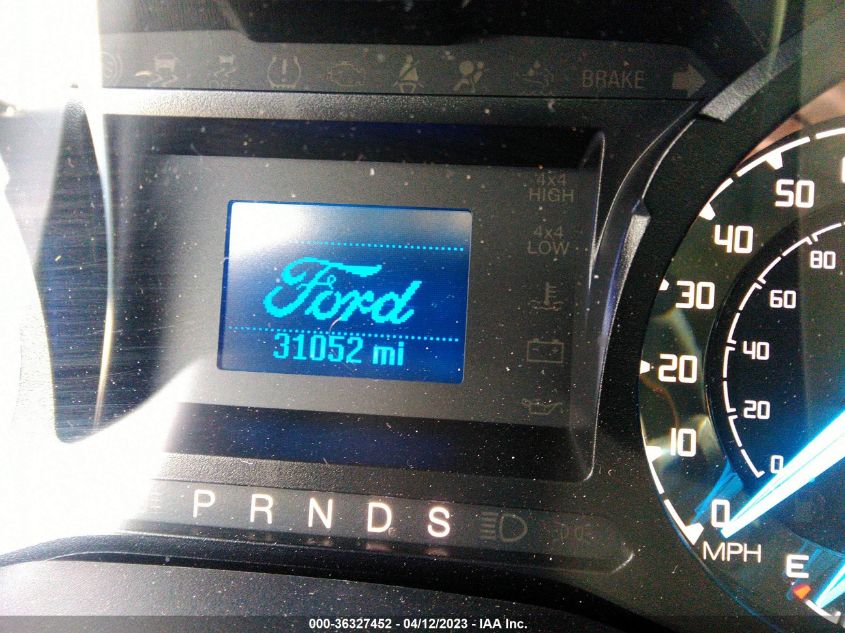 BRAKE
4x4
HIGH
4x4
LOW
Ford
31052 mi
P R N D S
50
40
30
20
10
0
MPH
80
60
40
20
0
E
000-36327452 - 04/12/2023 - IAA Inc.